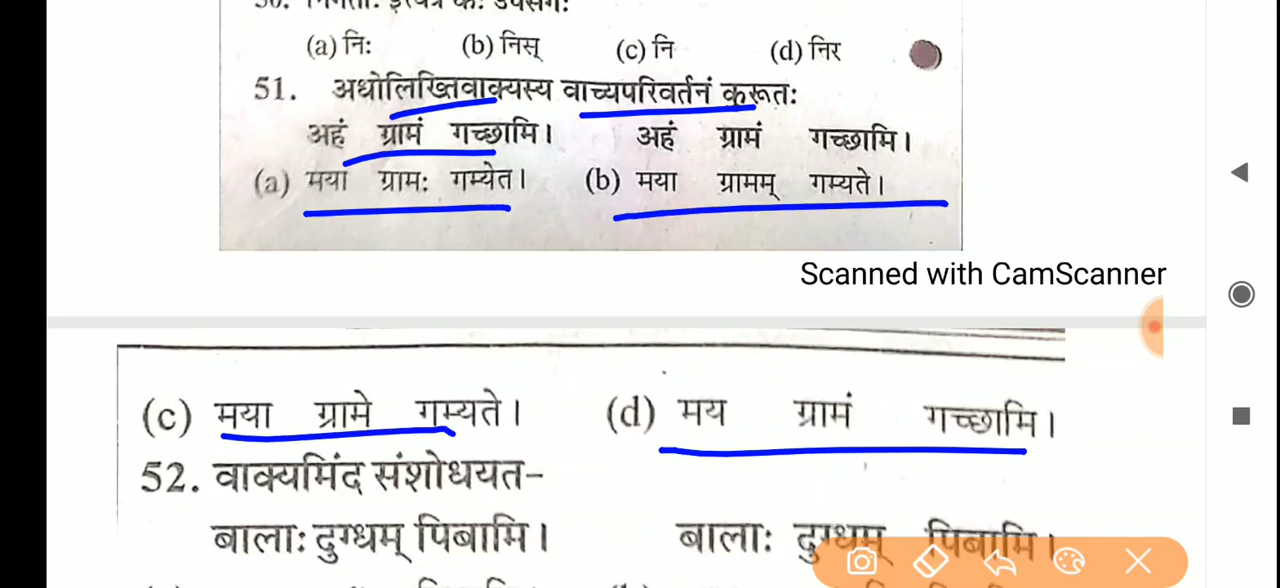 (a) निः (b) निस् (c) नि (d) निर
51. अधोलिख्तिवाक्यस्य वाच्यपरिवर्तनं कुरूतः
अहं ग्रामं गच्छामि। अहं ग्रामं गच्छामि।
(a) मया ग्रामः गम्येत। (b) मया ग्रामम् गम्यते।
Scanned with CamScanner
(c) मया ग्रामे गम्यते। (d) मय ग्रामं गच्छामि।
52. वाक्यमिंद संशोधयत-
बालाः दुग्धम् पिबामि। बालाः दुग्धम् पिबामि।